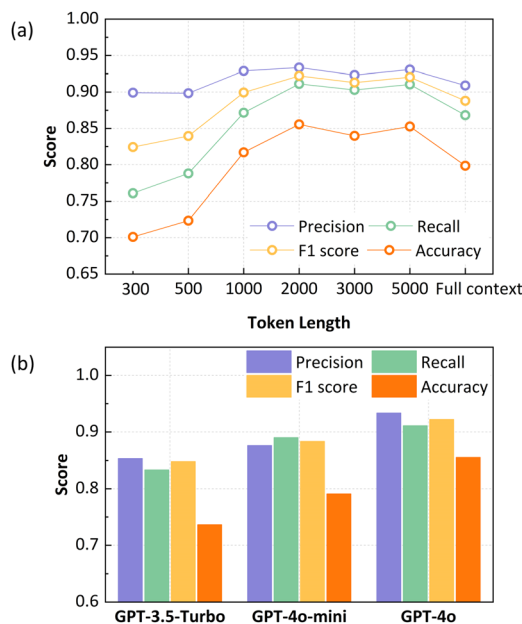 (a)
1.00
0.95
0.90
0.85
0.80
0.75
0.70
0.65
Score
Precision
Recall
F1 score
Accuracy
300 500 1000 2000 3000 5000 Full context
Token Length
(b)
1.0
0.9
0.8
0.7
0.6
Score
Precision
Recall
F1 score
Accuracy
GPT-3.5-Turbo GPT-4o-mini GPT-4o